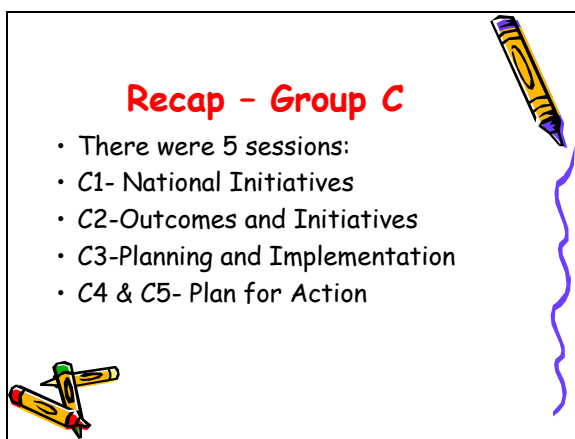 Recap – Group C
• There were 5 sessions:
• C1- National Initiatives
• C2-Outcomes and Initiatives
• C3-Planning and Implementation
• C4 & C5- Plan for Action